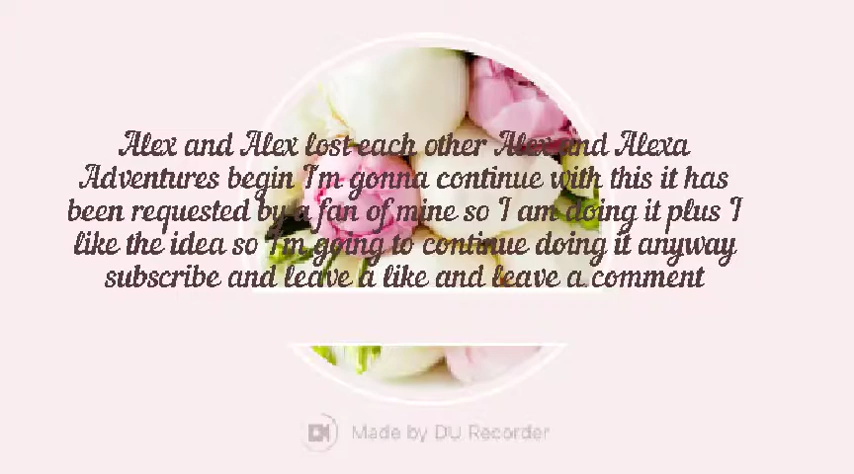 Alex and Alex lost each other Alex and Alexa
Adventures begin I'm gonna continue with this it has
been requested by a fan of mine so I am doing it plus I
like the idea so I'm going to continue doing it anyway
subscribe and leave a like and leave a comment
Made by DU Recorder